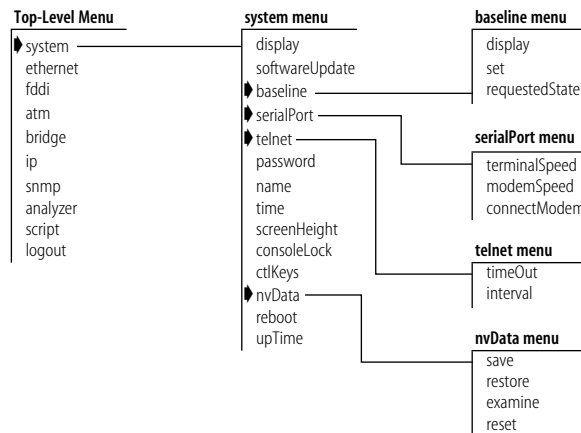 Top-Level Menu
system
ethernet
fddi
atm
bridge
ip
snmp
analyzer
script
logout
system menu
display
softwareUpdate
baseline
serialPort
telnet
password
name
time
screenHeight
consoleLock
ctlKeys
nvData
reboot
upTime
baseline menu
display
set
requestedState
serialPort menu
terminalSpeed
modemSpeed
connectModem
telnet menu
timeOut
interval
nvData menu
save
restore
examine
reset